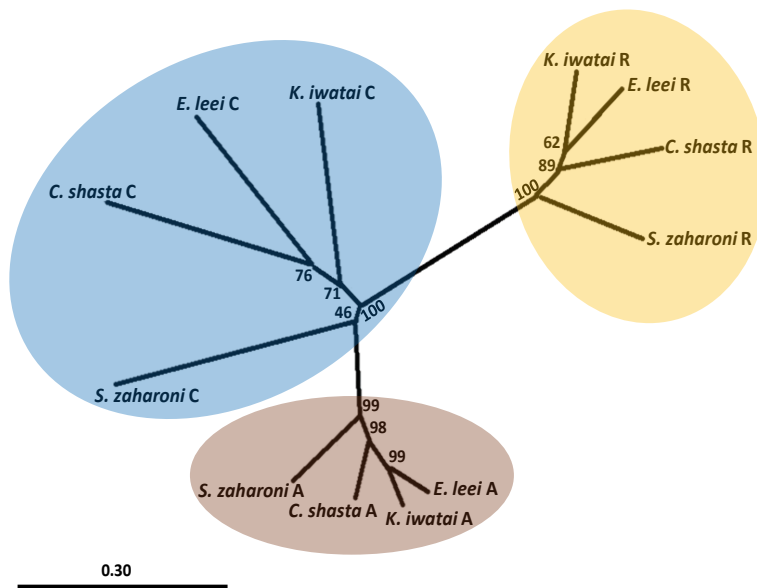 K. iwatai R
E. leei R
K. iwatai C
E. leei C
62
C. shasta R
89
C. shasta C
100
S. zaharoni R
76
71
46
100
S. zaharoni C
99
98
99
S. zaharoni A
E. leei A
C. shasta A
K. iwatai A
0.30